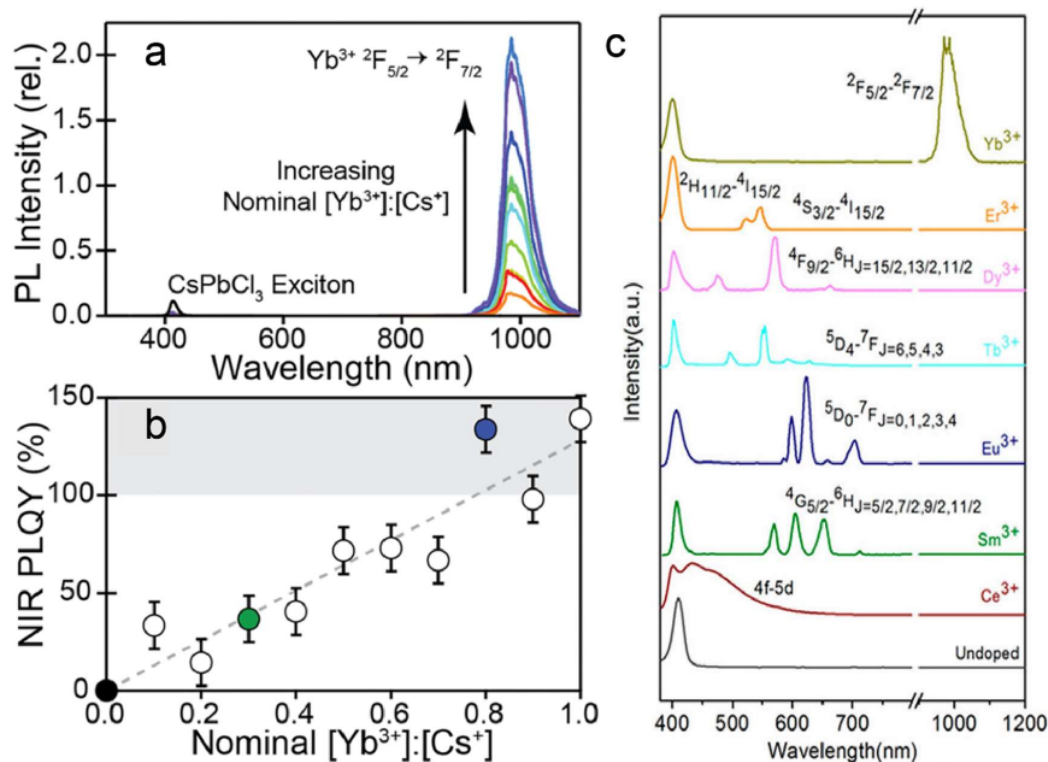 a
PL Intensity (rel.)
2.0
1.5
1.0
0.5
0.0
Yb³⁺ ²F₅/₂→ ²F₇/₂
Increasing
Nominal [Yb³⁺]:[Cs⁺]
CsPbCl₃ Exciton
400 600 800 1000
Wavelength (nm)
b
NIR PLQY (%)
150
100
50
0
0.0 0.2 0.4 0.6 0.8 1.0
Nominal [Yb³⁺]:[Cs⁺]
c
Intensity(a.u.)
²F₅/₂-²F₇/₂
Yb³⁺
²H₁₁/₂-⁴I₁₅/₂
⁴S₃/₂-⁴I₁₅/₂
Er³⁺
⁴F₉/₂-⁶H_J=15/2,13/2,11/2
Dy³⁺
⁵D₄-⁷F_J=6,5,4,3
Tb³⁺
⁵D₀-⁷F_J=0,1,2,3,4
Eu³⁺
⁴G₅/₂-⁶H_J=5/2,7/2,9/2,11/2
Sm³⁺
4f-5d
Ce³⁺
Undoped
400 500 600 700 1000 1200
Wavelength(nm)